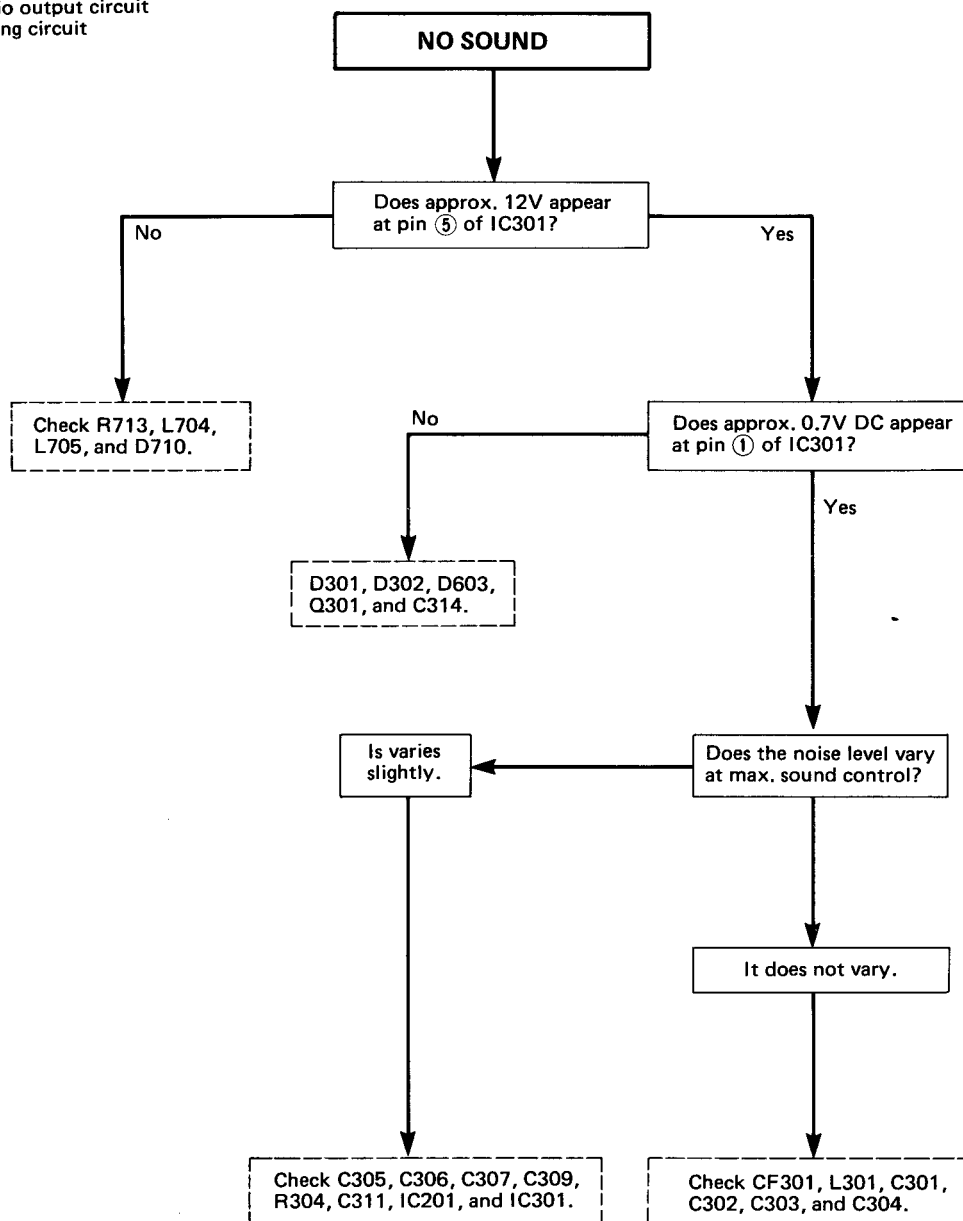 io output circuit
ng circuit
NO SOUND
Does approx. 12V appear
at pin ⑤ of IC301?
No
Yes
Check R713, L704,
L705, and D710.
No
Does approx. 0.7V DC appear
at pin ① of IC301?
Yes
D301, D302, D603,
Q301, and C314.
Is varies
slightly.
Does the noise level vary
at max. sound control?
It does not vary.
Check C305, C306, C307, C309,
R304, C311, IC201, and IC301.
Check CF301, L301, C301,
C302, C303, and C304.